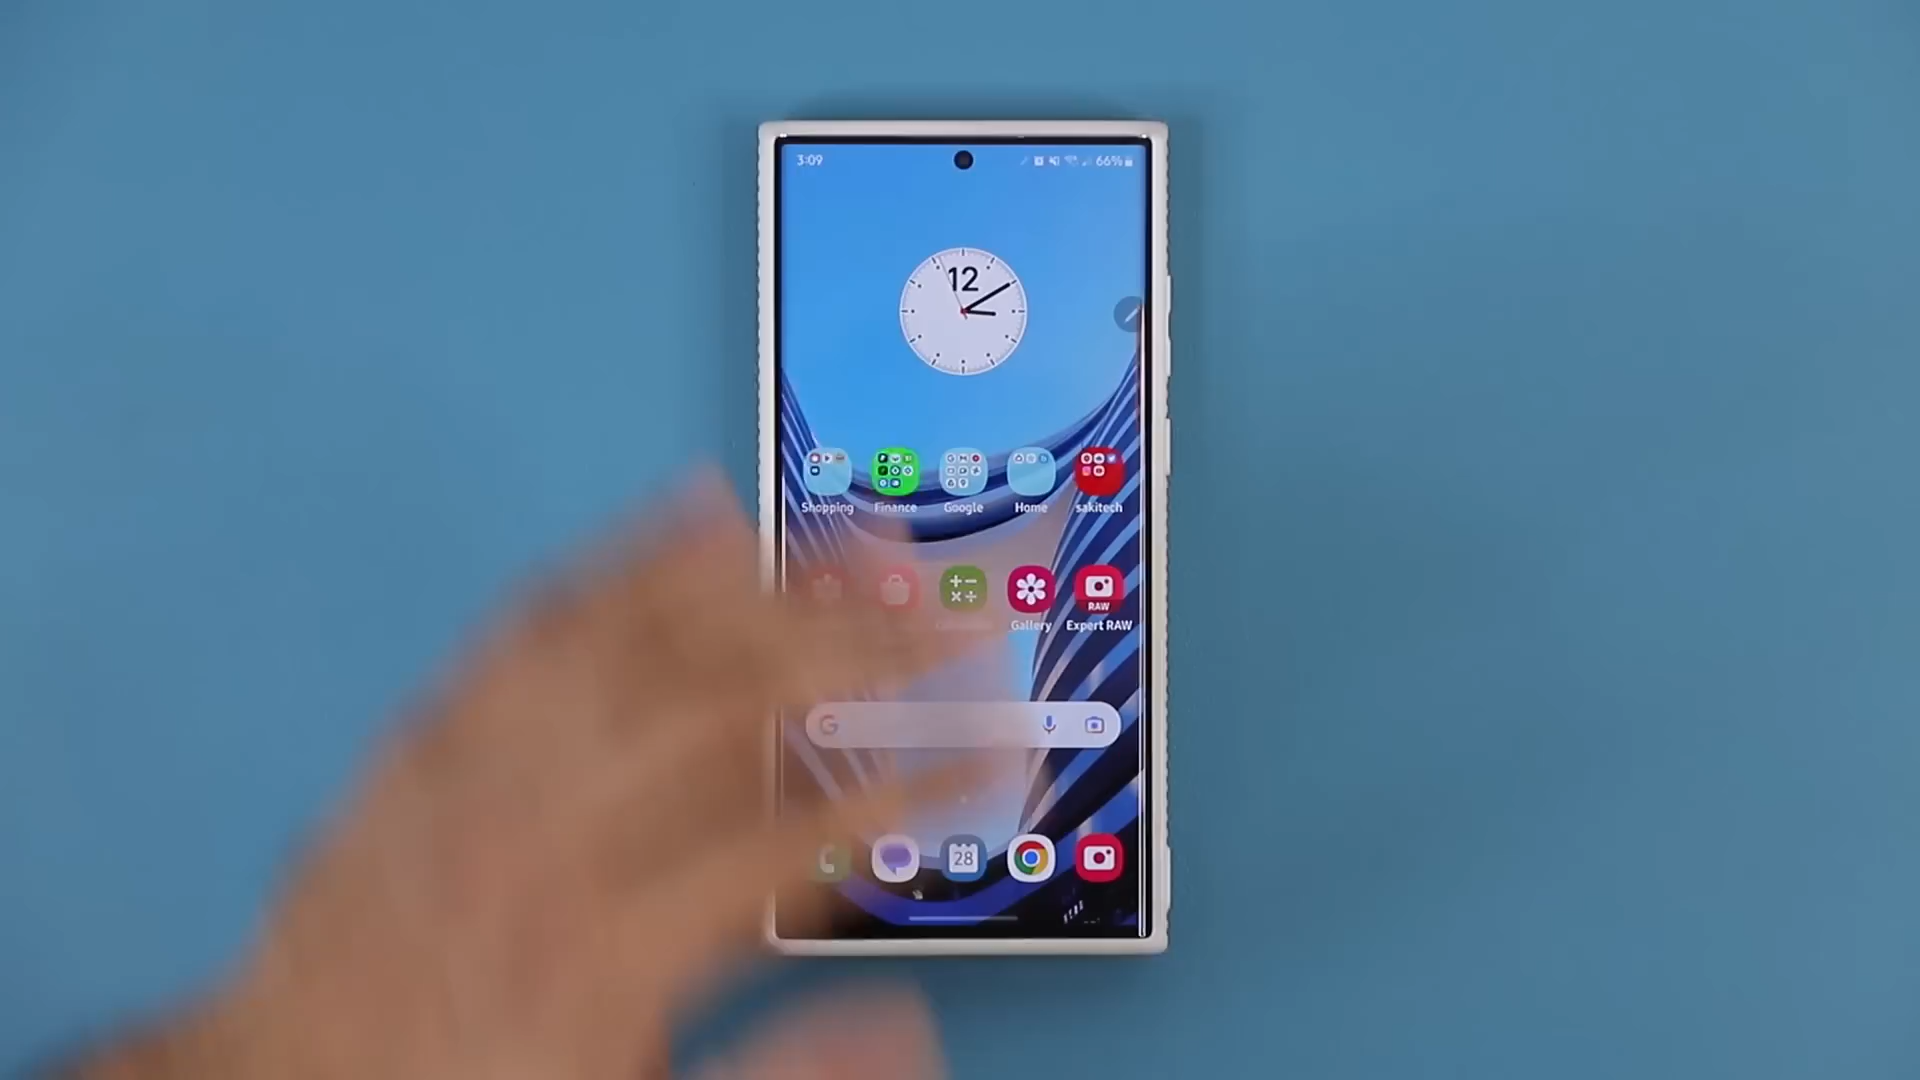 3:09
66%
12
Shopping Finance Google Home sakitech
RAW
Gallery Expert RAW
G
28